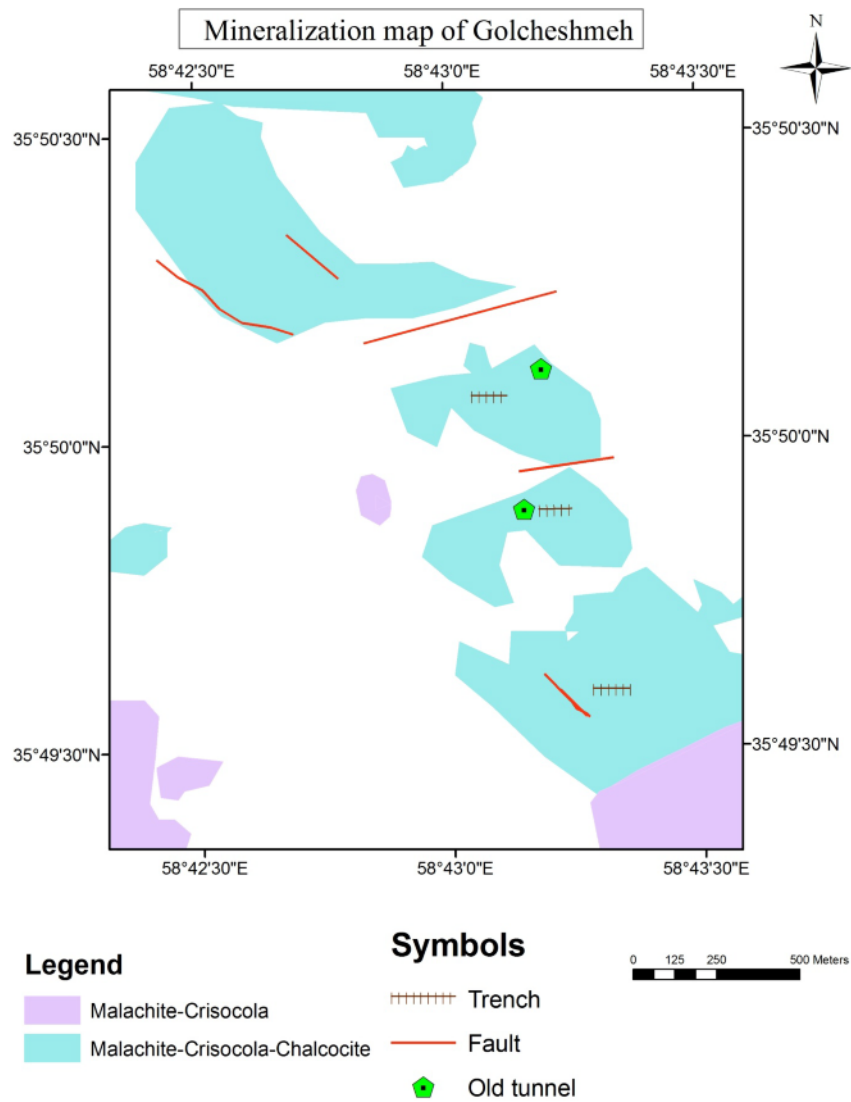 Mineralization map of Golcheshmeh
N
58°42'30"E 58°43'0"E 58°43'30"E
35°50'30"N 35°50'30"N
35°50'0"N 35°50'0"N
35°49'30"N 35°49'30"N
58°42'30"E 58°43'0"E 58°43'30"E
Legend
Malachite-Crisocola
Malachite-Crisocola-Chalcocite
Symbols
Trench
Fault
Old tunnel
0 125 250 500 Meters